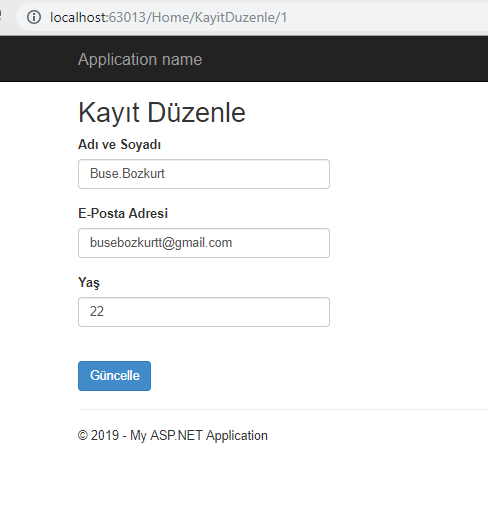 localhost:63013/Home/KayitDuzenle/1
Application name
Kayıt Düzenle
Adı ve Soyadı
Buse.Bozkurt
E-Posta Adresi
busebozkurtt@gmail.com
Yaş
22
Güncelle
© 2019 - My ASP.NET Application